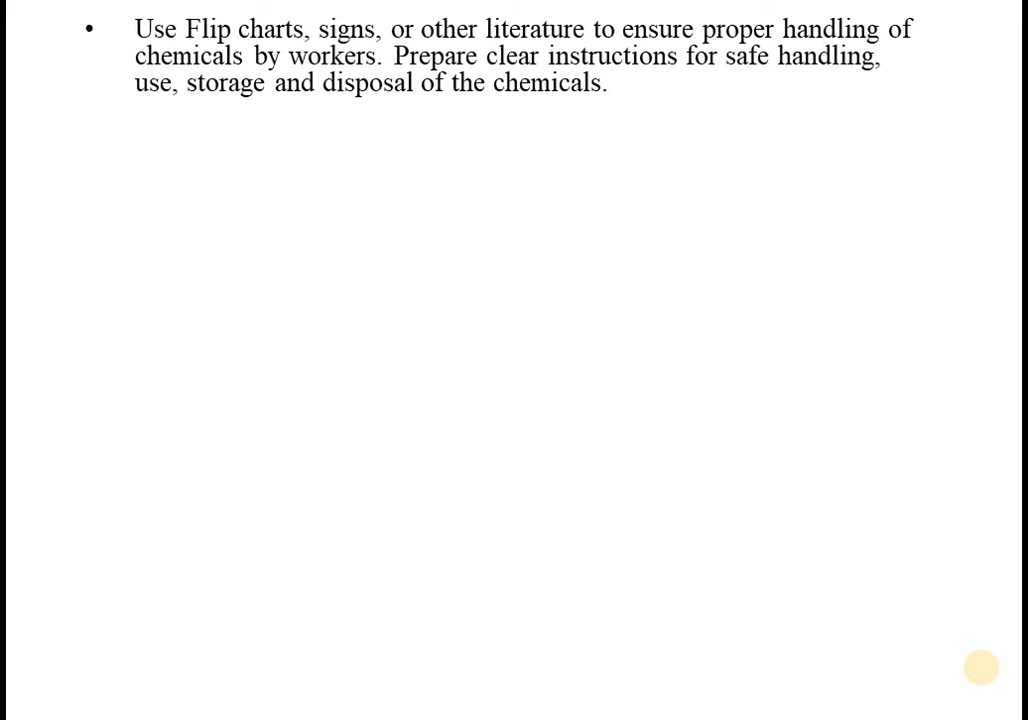 • Use Flip charts, signs, or other literature to ensure proper handling of
chemicals by workers. Prepare clear instructions for safe handling,
use, storage and disposal of the chemicals.